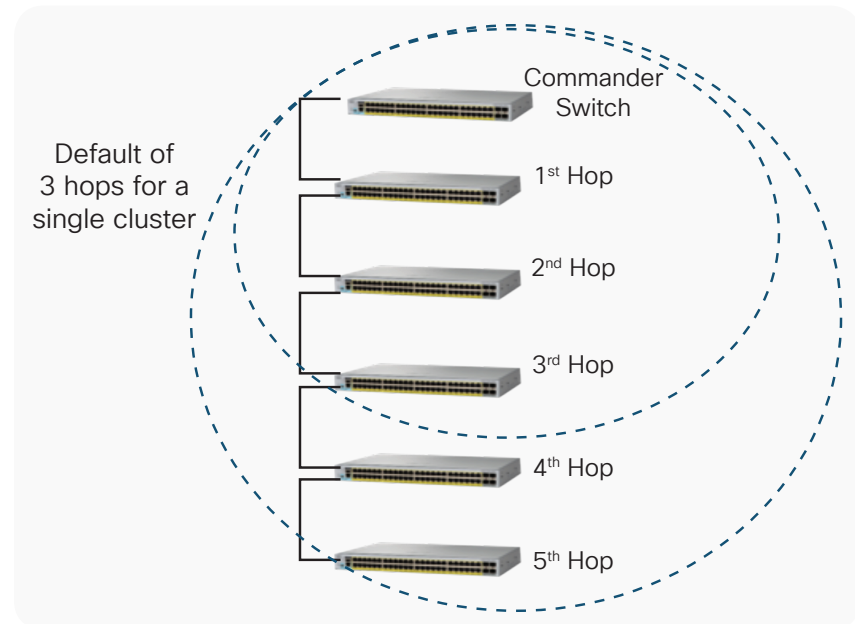 Commander
Switch
Default of
3 hops for a
single cluster
1st Hop
2nd Hop
3rd Hop
4th Hop
5th Hop